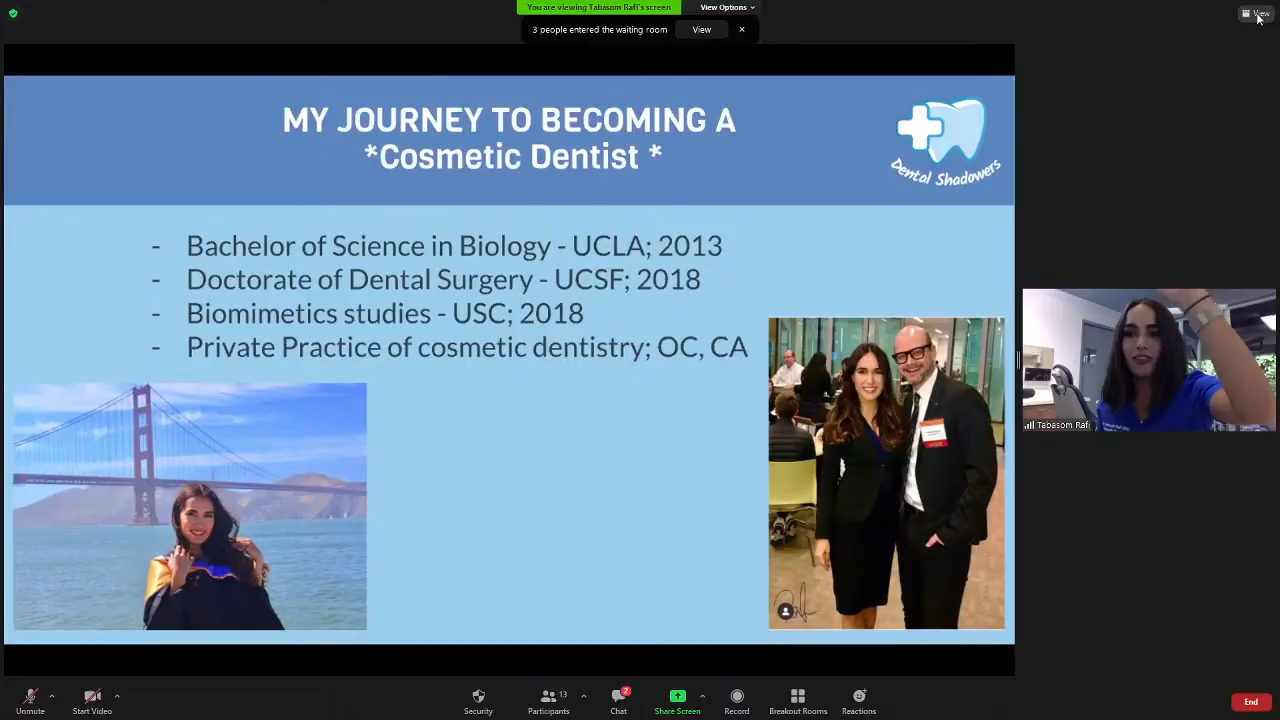 You are viewing Tabasom Rafi's screen
View Options
View
3 people entered the waiting room
View
MY JOURNEY TO BECOMING A
*Cosmetic Dentist *
Dental Shadowers
- Bachelor of Science in Biology - UCLA; 2013
- Doctorate of Dental Surgery - UCSF; 2018
- Biomimetics studies - USC; 2018
- Private Practice of cosmetic dentistry; OC, CA
Tabasom Rafi
Unmute
Start Video
Security
Participants
13
Chat
2
Share Screen
Record
Breakout Rooms
Reactions
End